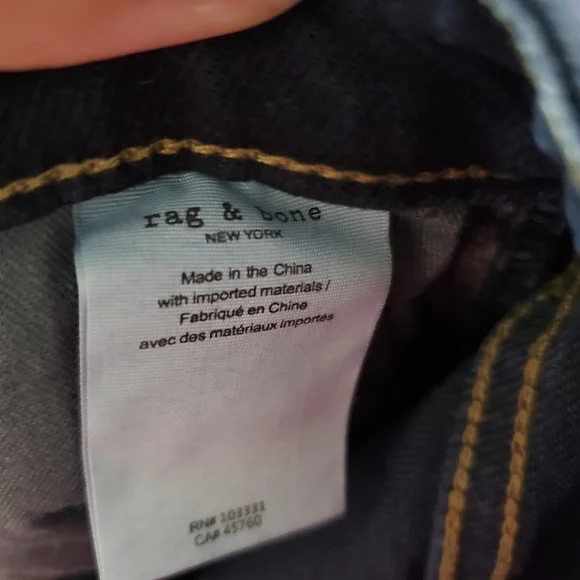 rag & bone
NEW YORK
Made in the China
with imported materials /
Fabriqué en Chine
avec des matériaux importés
RN# 103331
CA# 45760